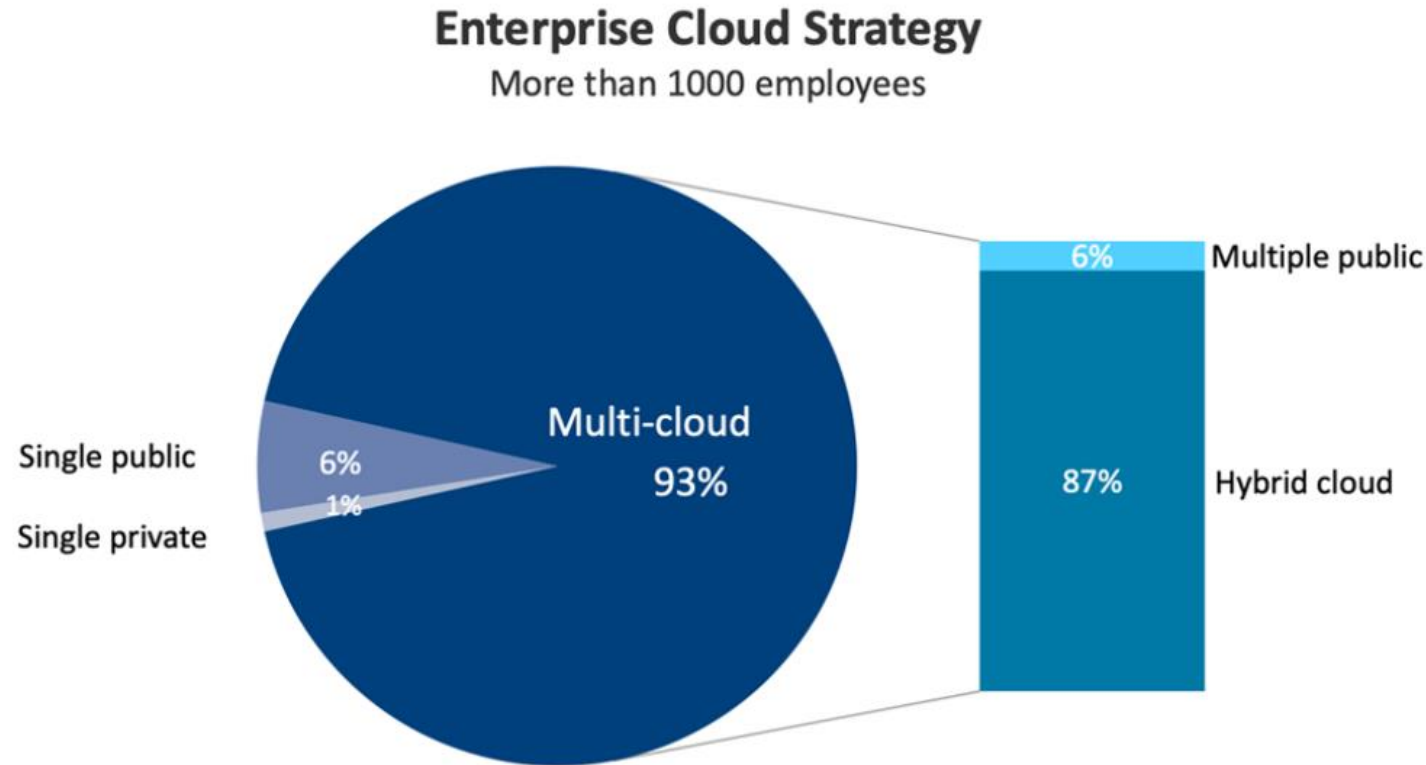 Enterprise Cloud Strategy
More than 1000 employees
6%
Multiple public
Multi-cloud
93%
Single public
6%
1%
Single private
87%
Hybrid cloud